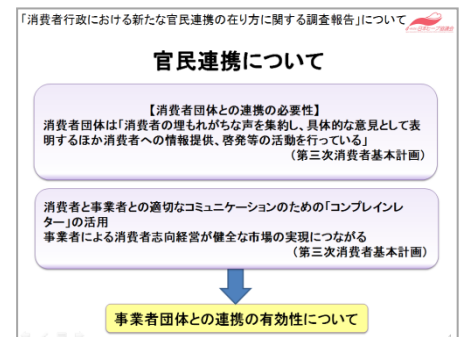 「消費者行政における新たな官民連携の在り方に関する調査報告」について
官民連携について
【消費者団体との連携の必要性】
消費者団体は「消費者の埋もれがちな声を集約し、具体的な意見として表
明するほか消費者への情報提供、啓発等の活動を行っている」
(第三次消費者基本計画)
消費者と事業者との適切なコミュニケーションのための「コンプレインレ
ター」の活用
事業者による消費者志向経営が健全な市場の実現につながる
(第三次消費者基本計画)
事業者団体との連携の有効性について